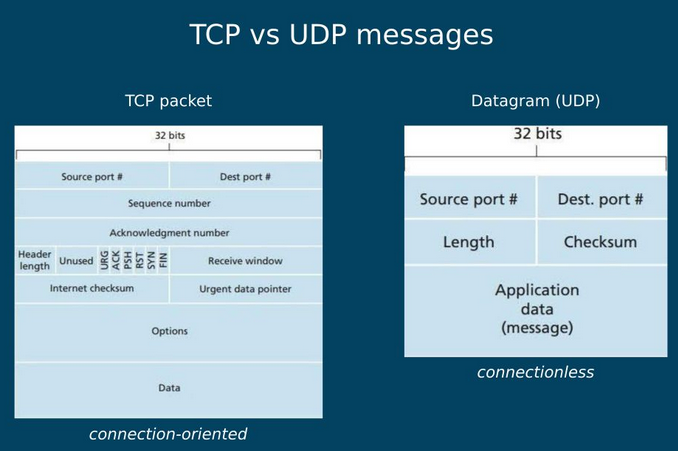 TCP vs UDP messages
TCP packet
32 bits
Source port # Dest port #
Sequence number
Acknowledgment number
Header length Unused URG ACK PSH RST SYN FIN Receive window
Internet checksum Urgent data pointer
Options
Data
connection-oriented
Datagram (UDP)
32 bits
Source port # Dest. port #
Length Checksum
Application
data
(message)
connectionless